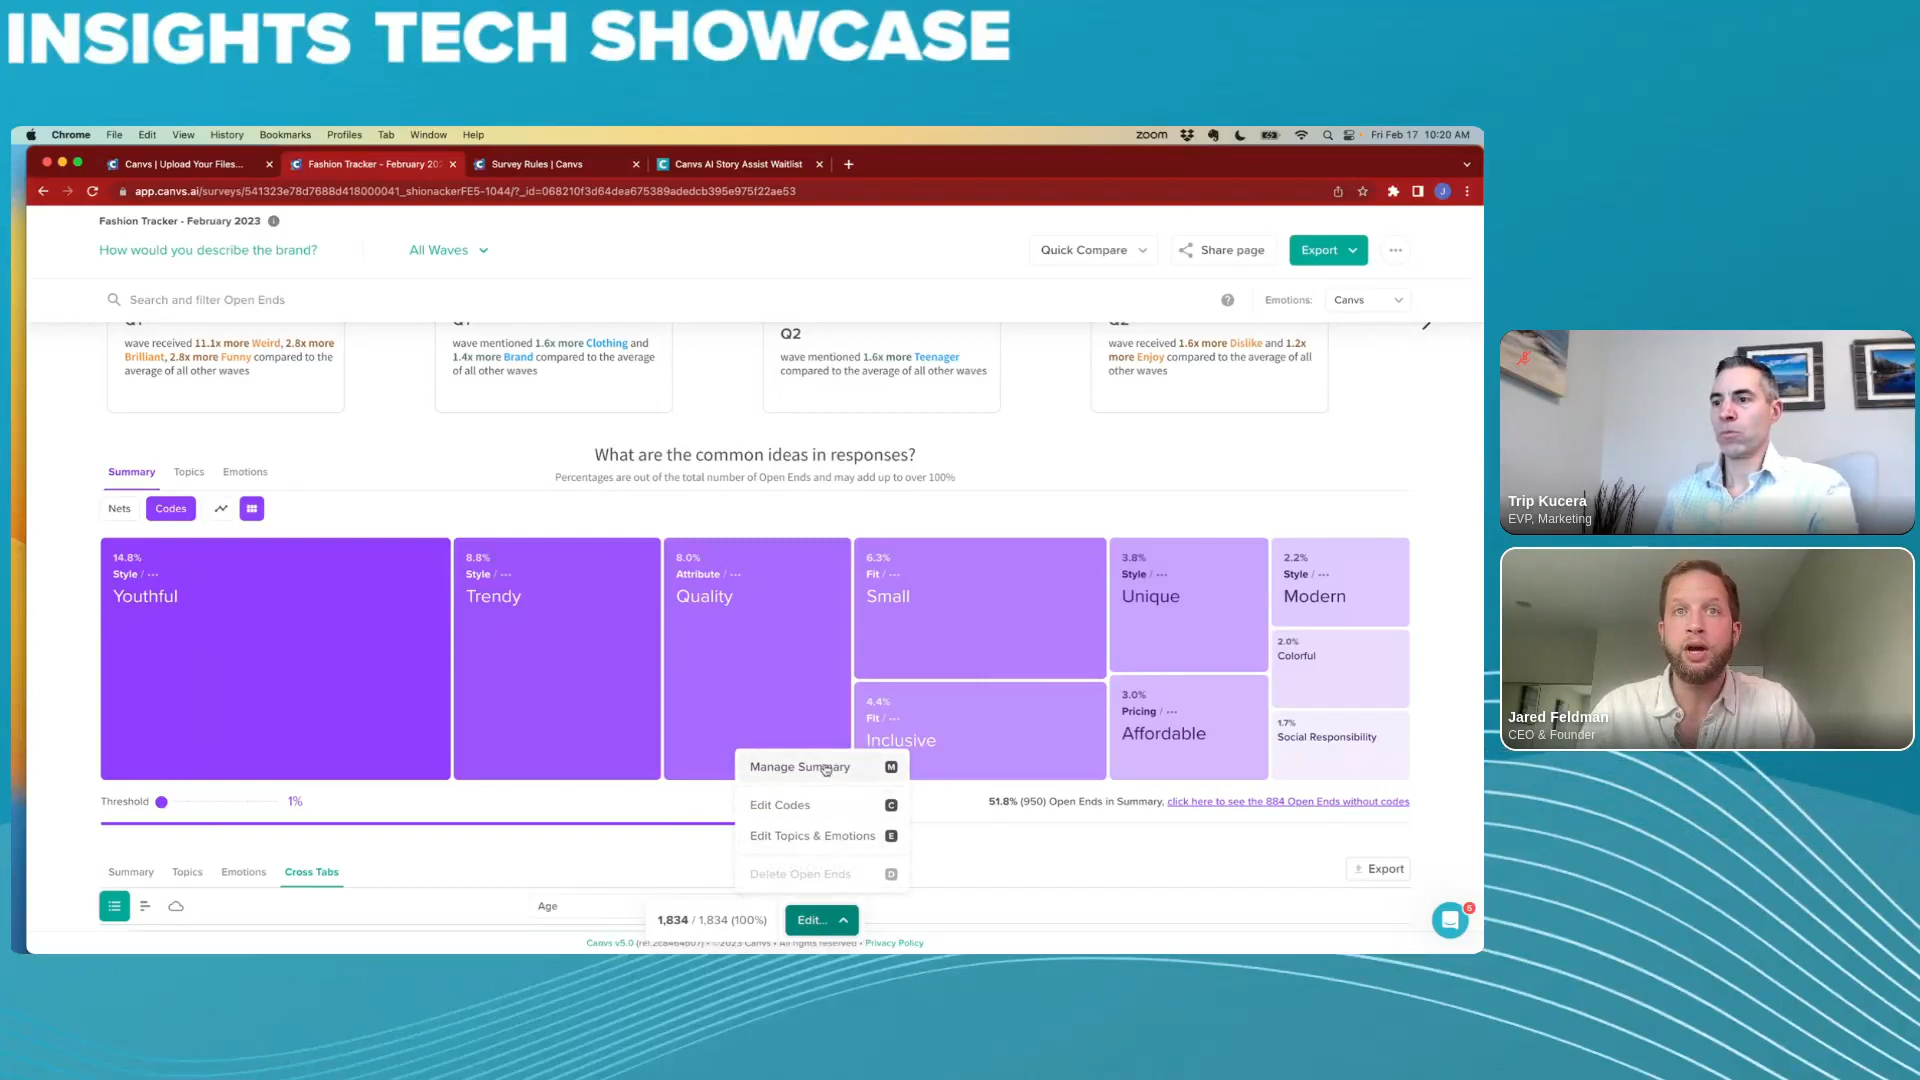 INSIGHTS TECH SHOWCASE
Chrome File Edit View History Bookmarks Profiles Tab Window Help
zoom
Fri Feb 17 10:20 AM
Canvs | Upload Your Files...
Fashion Tracker - February 202
Survey Rules | Canvs
Canvs AI Story Assist Waitlist
app.canvs.ai/surveys/541323e78d7688d418000041_shionackerFE5-1044/?_id=068210f3d64dea675389adedcb395e975f22ae53
J
Fashion Tracker - February 2023
How would you describe the brand?
All Waves
Quick Compare
Share page
Export
Search and filter Open Ends
Emotions:
Canvs
wave received 11.1x more Weird, 2.8x more
Brilliant, 2.8x more Funny compared to the
average of all other waves
wave mentioned 1.6x more Clothing and
1.4x more Brand compared to the average
of all other waves
Q2
wave mentioned 1.6x more Teenager
compared to the average of all other waves
wave received 1.6x more Dislike and 1.2x
more Enjoy compared to the average of all
other waves
What are the common ideas in responses?
Percentages are out of the total number of Open Ends and may add up to over 100%
Summary
Topics
Emotions
Nets
Codes
14.8%
Style / ---
Youthful
8.8%
Style / ---
Trendy
8.0%
Attribute / ---
Quality
6.3%
Fit / ---
Small
4.4%
Fit / ---
Inclusive
3.8%
Style / ---
Unique
3.0%
Pricing / ---
Affordable
2.2%
Style / ---
Modern
2.0%
Colorful
1.7%
Social Responsibility
Manage Summary M
Edit Codes C
Edit Topics & Emotions E
Delete Open Ends D
Threshold
1%
51.8% (950) Open Ends in Summary, click here to see the 884 Open Ends without codes
Summary
Topics
Emotions
Cross Tabs
Export
Age
1,834 / 1,834 (100%)
Edit...
5
Privacy Policy
Trip Kucera
EVP, Marketing
Jared Feldman
CEO & Founder